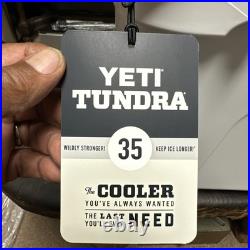 YETI
TUNDRA
WILDLY STRONGER! 35 KEEP ICE LONGER!
The COOLER
YOU'VE ALWAYS WANTED
THE LAST NEED
YOU'LL